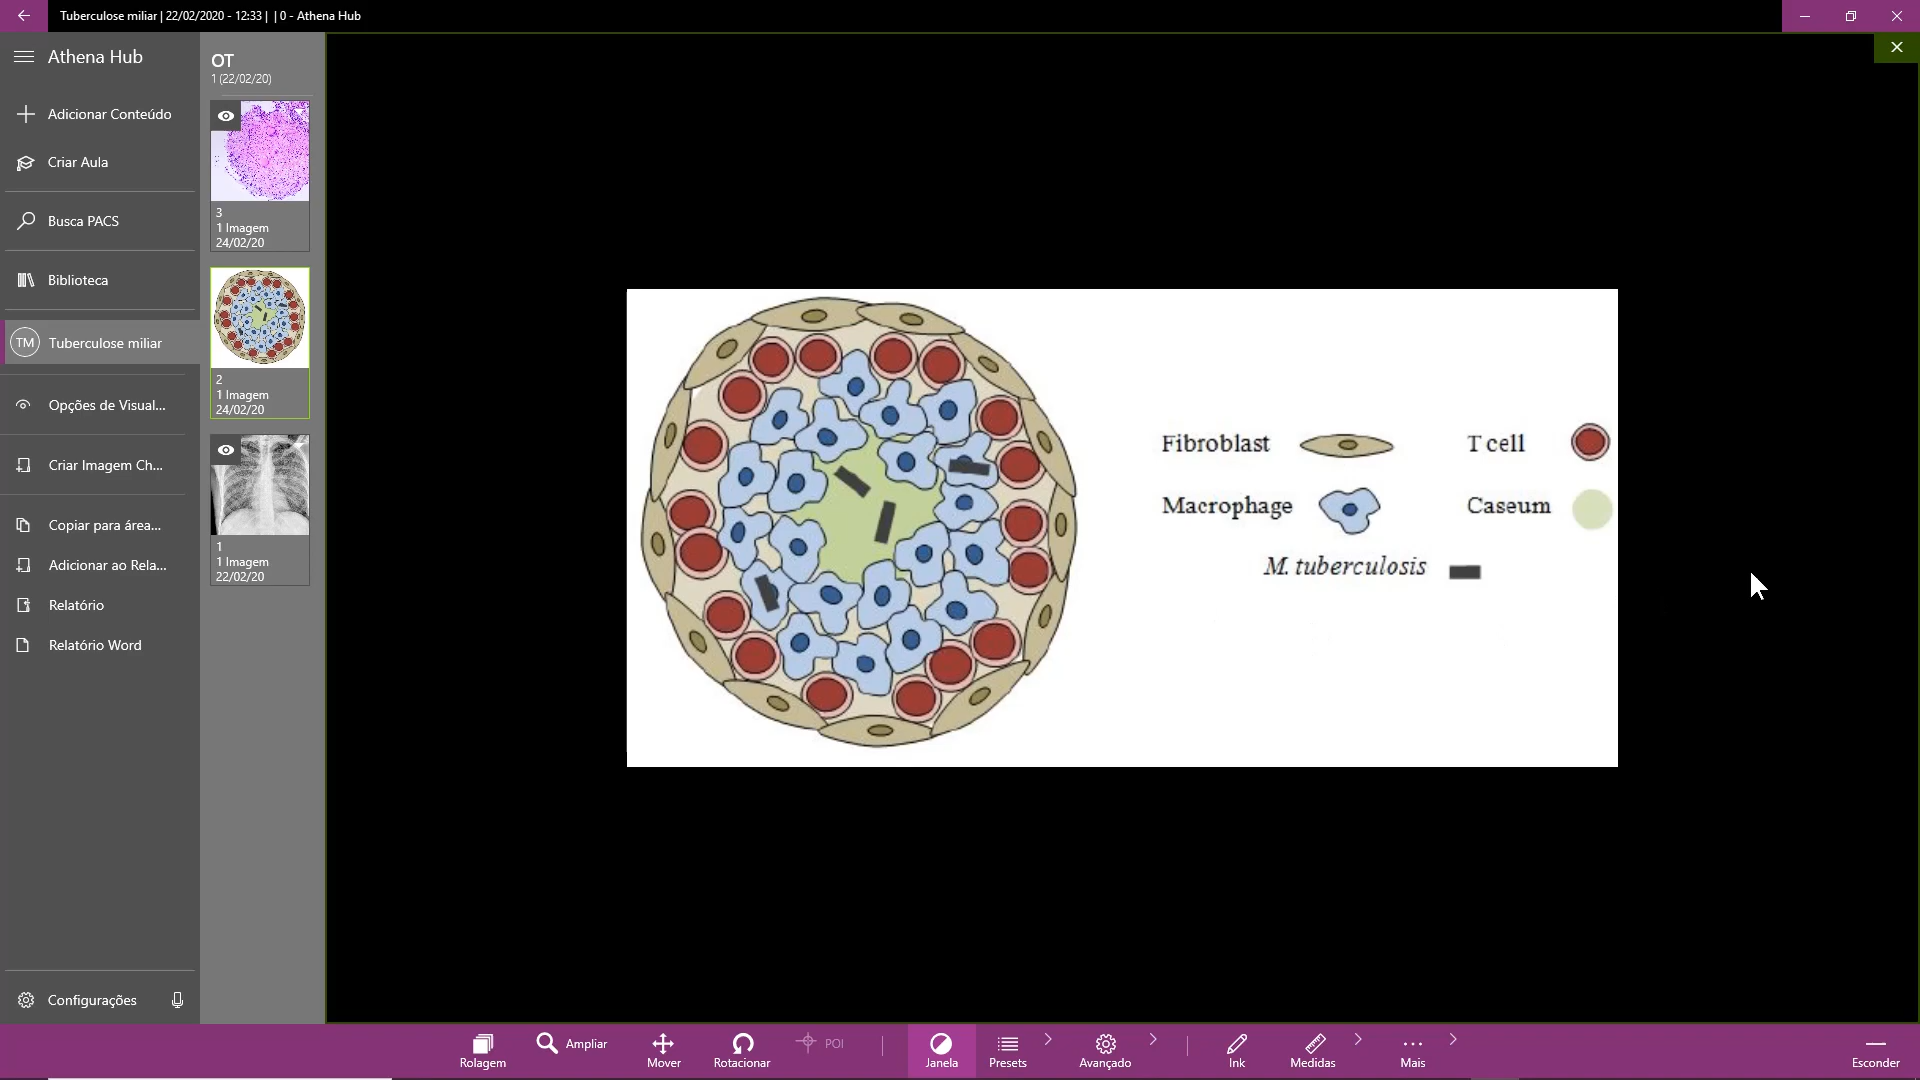 Tuberculose miliar | 22/02/2020 - 12:33 | | 0 - Athena Hub
Athena Hub
Adicionar Conteúdo
Criar Aula
Busca PACS
Biblioteca
TM Tuberculose miliar
Opções de Visual...
Criar Imagem Ch...
Copiar para área...
Adicionar ao Rela...
Relatório
Relatório Word
Configurações
OT
1 (22/02/20)
3
1 Imagem
24/02/20
2
1 Imagem
24/02/20
1
1 Imagem
22/02/20
Fibroblast T cell
Macrophage Caseum
M. tuberculosis
Rolagem Ampliar Mover Rotacionar POI Janela Presets Avançado Ink Medidas Mais Esconder